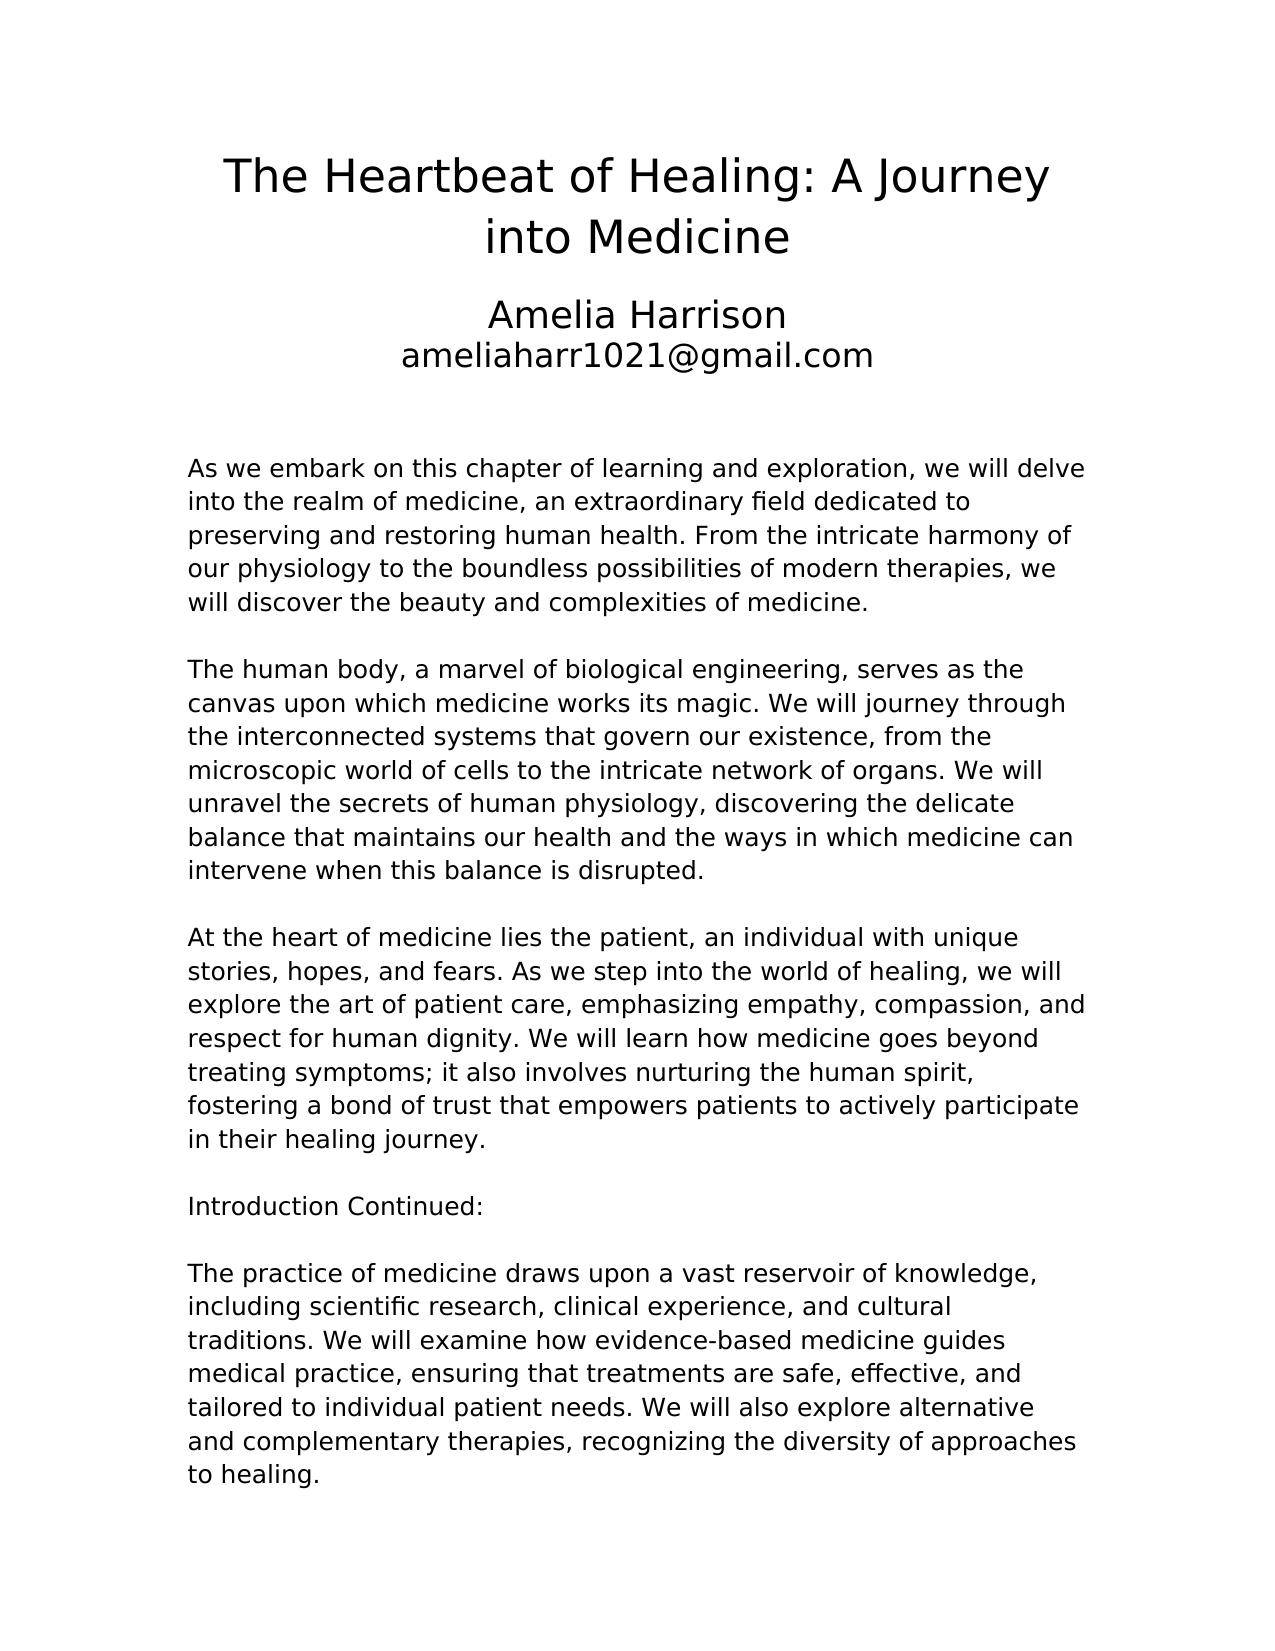 The Heartbeat of Healing: A Journey
into Medicine
Amelia Harrison
ameliaharr1021@gmail.com
As we embark on this chapter of learning and exploration, we will delve
into the realm of medicine, an extraordinary field dedicated to
preserving and restoring human health. From the intricate harmony of
our physiology to the boundless possibilities of modern therapies, we
will discover the beauty and complexities of medicine.
The human body, a marvel of biological engineering, serves as the
canvas upon which medicine works its magic. We will journey through
the interconnected systems that govern our existence, from the
microscopic world of cells to the intricate network of organs. We will
unravel the secrets of human physiology, discovering the delicate
balance that maintains our health and the ways in which medicine can
intervene when this balance is disrupted.
At the heart of medicine lies the patient, an individual with unique
stories, hopes, and fears. As we step into the world of healing, we will
explore the art of patient care, emphasizing empathy, compassion, and
respect for human dignity. We will learn how medicine goes beyond
treating symptoms; it also involves nurturing the human spirit,
fostering a bond of trust that empowers patients to actively participate
in their healing journey.
Introduction Continued:
The practice of medicine draws upon a vast reservoir of knowledge,
including scientific research, clinical experience, and cultural
traditions. We will examine how evidence-based medicine guides
medical practice, ensuring that treatments are safe, effective, and
tailored to individual patient needs. We will also explore alternative
and complementary therapies, recognizing the diversity of approaches
to healing.